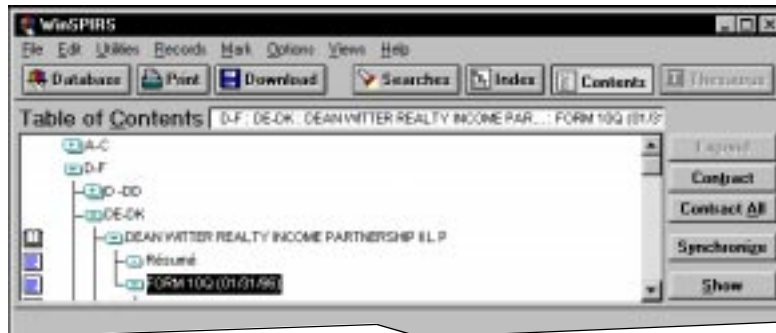 WinSPIRS
File Edit Utilities Records Mark Options Views Help
Database Print Download Searches Index Contents Thesaurus
Table of Contents D-F : DE-DK : DEAN WITTER REALTY INCOME PAR... : FORM 10Q (01/3
A-C
Expand
D-F
Contract
D -DD
DE-DK
Contract All
DEAN WITTER REALTY INCOME PARTNERSHIP II L.P
Synchronize
Résumé
FORM 10Q (01/31/96)
Show